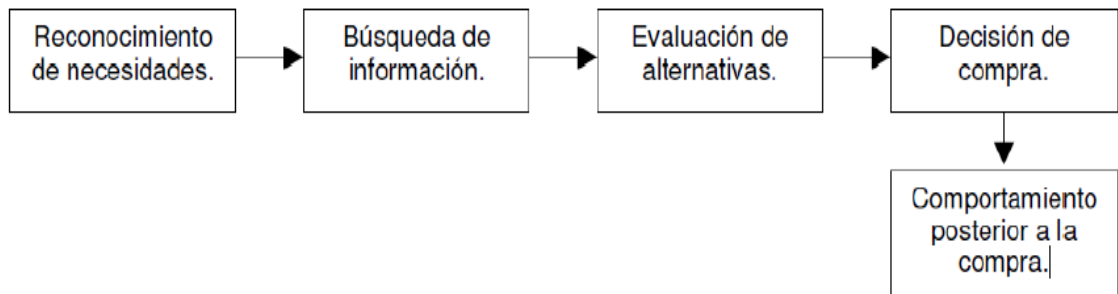 Reconocimiento
de necesidades.
Búsqueda de
información.
Evaluación de
alternativas.
Decisión de
compra.
Comportamiento
posterior a la
compra.